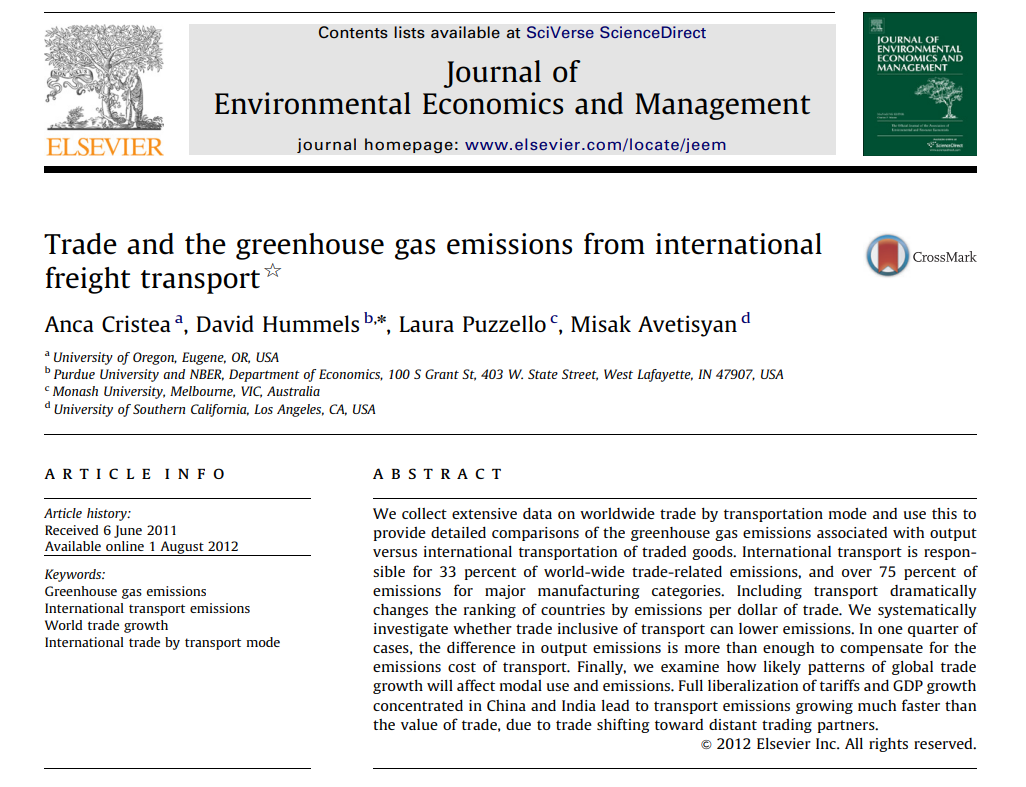 Contents lists available at SciVerse ScienceDirect
Journal of
Environmental Economics and Management
journal homepage: www.elsevier.com/locate/jeem
ELSEVIER
JOURNAL OF
ENVIRONMENTAL
ECONOMICS AND
MANAGEMENT
ScienceDirect
Trade and the greenhouse gas emissions from international
freight transport☆
CrossMark
Anca Cristea a, David Hummels b,*, Laura Puzzello c, Misak Avetisyan d
a University of Oregon, Eugene, OR, USA
b Purdue University and NBER, Department of Economics, 100 S Grant St, 403 W. State Street, West Lafayette, IN 47907, USA
c Monash University, Melbourne, VIC, Australia
d University of Southern California, Los Angeles, CA, USA
ARTICLE INFO
Article history:
Received 6 June 2011
Available online 1 August 2012
Keywords:
Greenhouse gas emissions
International transport emissions
World trade growth
International trade by transport mode
ABSTRACT
We collect extensive data on worldwide trade by transportation mode and use this to
provide detailed comparisons of the greenhouse gas emissions associated with output
versus international transportation of traded goods. International transport is respon-
sible for 33 percent of world-wide trade-related emissions, and over 75 percent of
emissions for major manufacturing categories. Including transport dramatically
changes the ranking of countries by emissions per dollar of trade. We systematically
investigate whether trade inclusive of transport can lower emissions. In one quarter of
cases, the difference in output emissions is more than enough to compensate for the
emissions cost of transport. Finally, we examine how likely patterns of global trade
growth will affect modal use and emissions. Full liberalization of tariffs and GDP growth
concentrated in China and India lead to transport emissions growing much faster than
the value of trade, due to trade shifting toward distant trading partners.
© 2012 Elsevier Inc. All rights reserved.